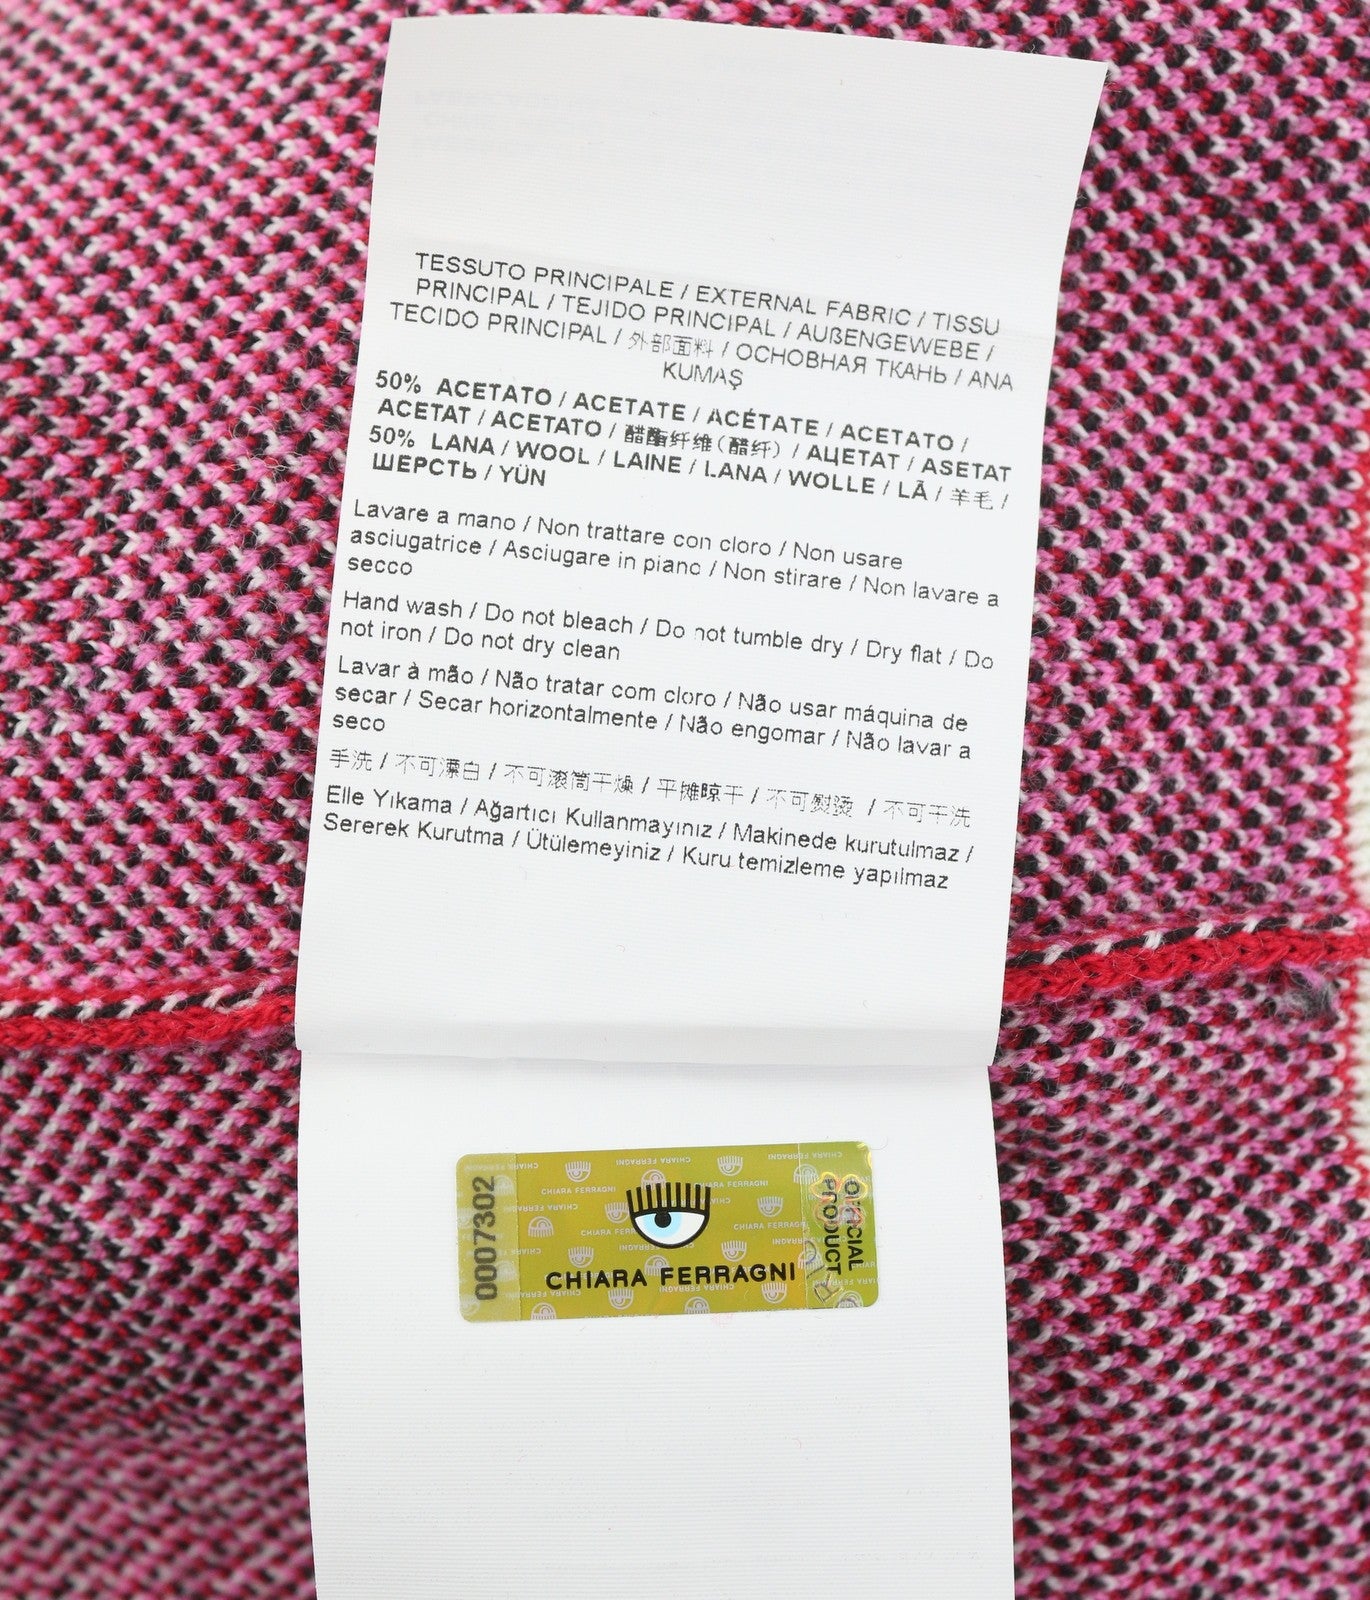 TESSUTO PRINCIPALE / EXTERNAL FABRIC / TISSU
PRINCIPAL / TEJIDO PRINCIPAL / AUßENGEWEBE /
TECIDO PRINCIPAL / 外部面料 / ОСНОВНАЯ ТКАНЬ / ANA
KUMAŞ
50% ACETATO / ACETATE / ACÉTATE / ACETATO /
ACETAT / ACETATO / 醋酯纤维(醋纤) / АЦЕТАТ / ASETAT
50% LANA / WOOL / LAINE / LANA / WOLLE / LÃ / 羊毛 /
ШЕРСТЬ / YÜN
Lavare a mano / Non trattare con cloro / Non usare
asciugatrice / Asciugare in piano / Non stirare / Non lavare a
secco
Hand wash / Do not bleach / Do not tumble dry / Dry flat / Do
not iron / Do not dry clean
Lavar à mão / Não tratar com cloro / Não usar máquina de
secar / Secar horizontalmente / Não engomar / Não lavar a
seco
手洗 / 不可漂白 / 不可滚筒干燥 / 平摊晾干 / 不可熨烫 / 不可干洗
Elle Yıkama / Ağartıcı Kullanmayınız / Makinede kurutulmaz /
Sererek Kurutma / Ütülemeyiniz / Kuru temizleme yapılmaz
0007302
CHIARA FERRAGNI
OFFICIAL
PRODUCT